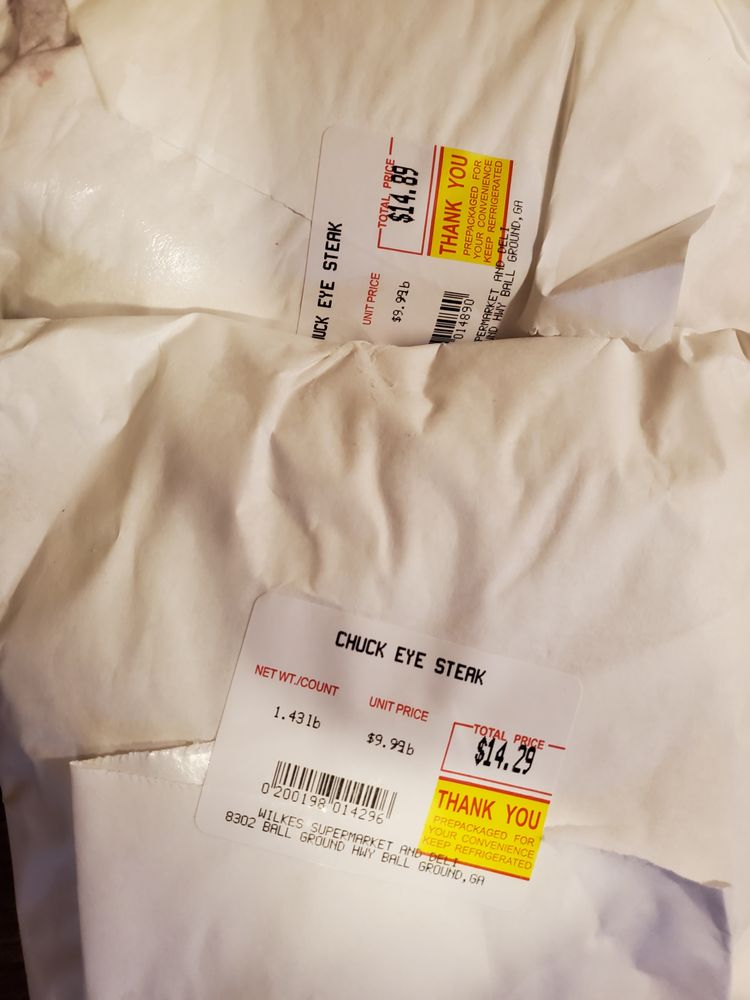 UCK EYE STEAK
UNIT PRICE
$9.99b
TOTAL PRICE
$14.89
THANK YOU
PREPACKAGED FOR
YOUR CONVENIENCE
KEEP REFRIGERATED
014890
PERMARKET AND DELI
ND HWY BALL GROUND,GA
CHUCK EYE STEAK
NET WT./COUNT
1.43lb
UNIT PRICE
$9.99b
TOTAL PRICE
$14.29
THANK YOU
PREPACKAGED FOR
YOUR CONVENIENCE
KEEP REFRIGERATED
0 200198 014296
WILKES SUPERMARKET AND DELI
8302 BALL GROUND HWY BALL GROUND,GA